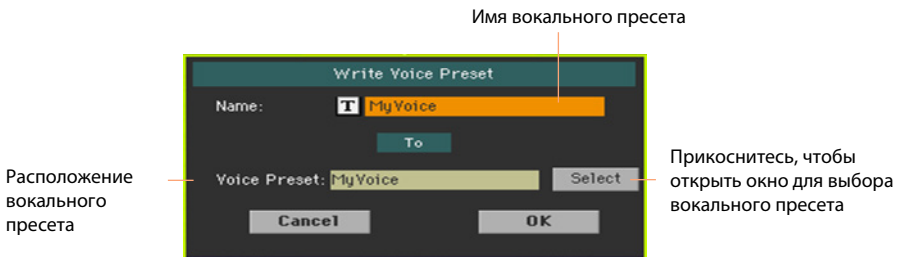 Имя вокального пресета
Write Voice Preset
Name: T MyVoice
To
Расположение
вокального
пресета
Voice Preset: MyVoice Select
Прикоснитесь, чтобы
открыть окно для выбора
вокального пресета
Cancel OK